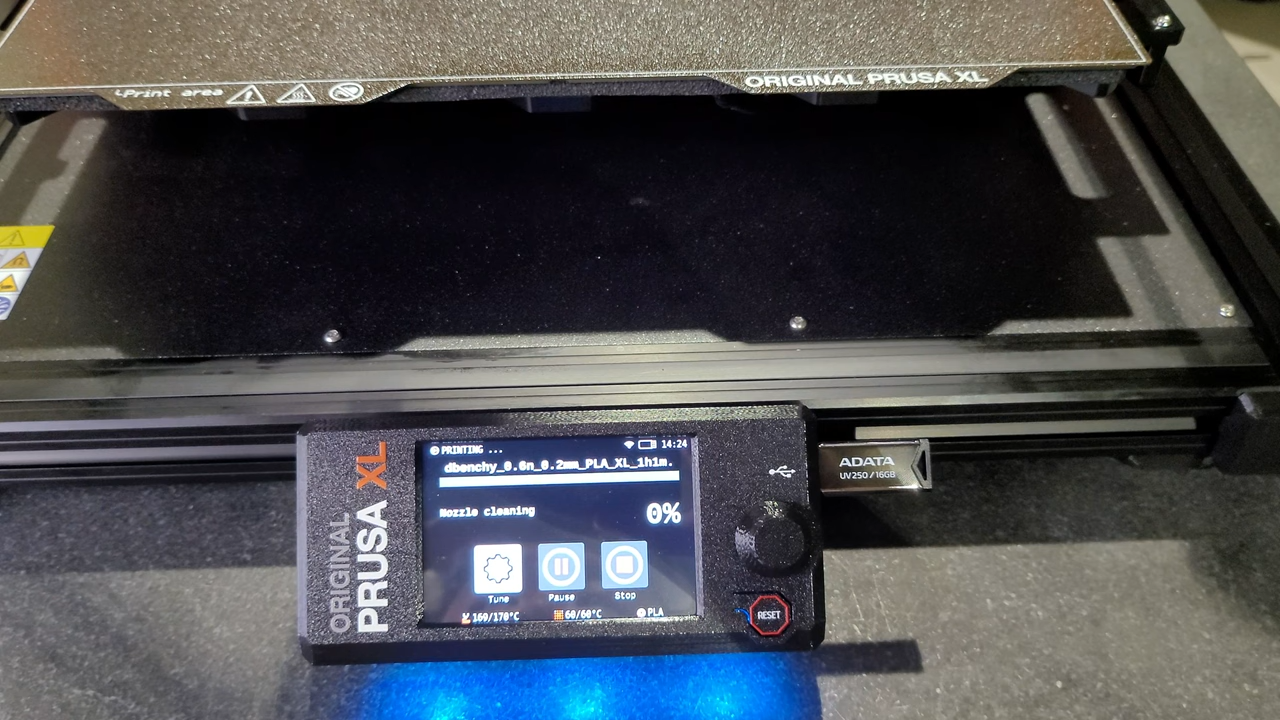 Print area
ORIGINAL PRUSA XL
ORIGINAL
PRUSA XL
PRINTING ...
14:24
dbenchy_0.6n_0.2mm_PLA_XL_1h1m.
Nozzle cleaning
0%
Tune
Pause
Stop
169/170°C
60/60°C
PLA
RESET
ADATA
UV250/16GB